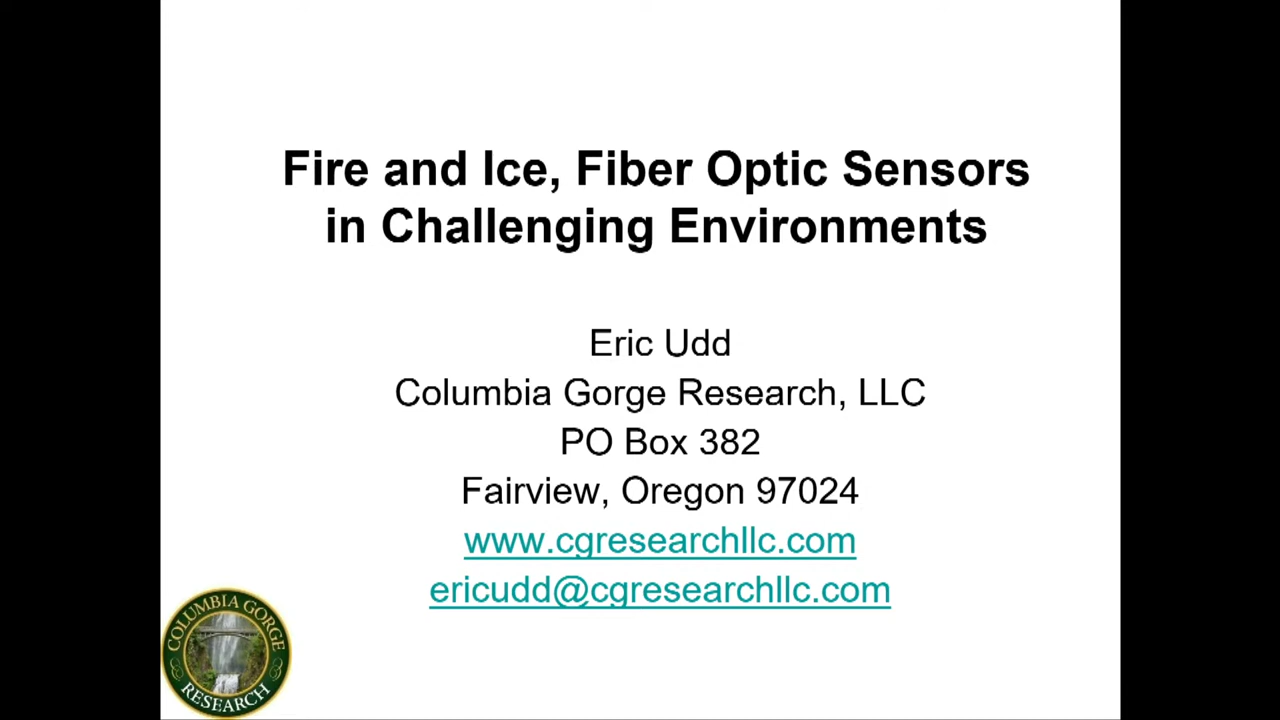 Fire and Ice, Fiber Optic Sensors
in Challenging Environments
Eric Udd
Columbia Gorge Research, LLC
PO Box 382
Fairview, Oregon 97024
www.cgresearchllc.com
ericudd@cgresearchllc.com
COLUMBIA GORGE
RESEARCH